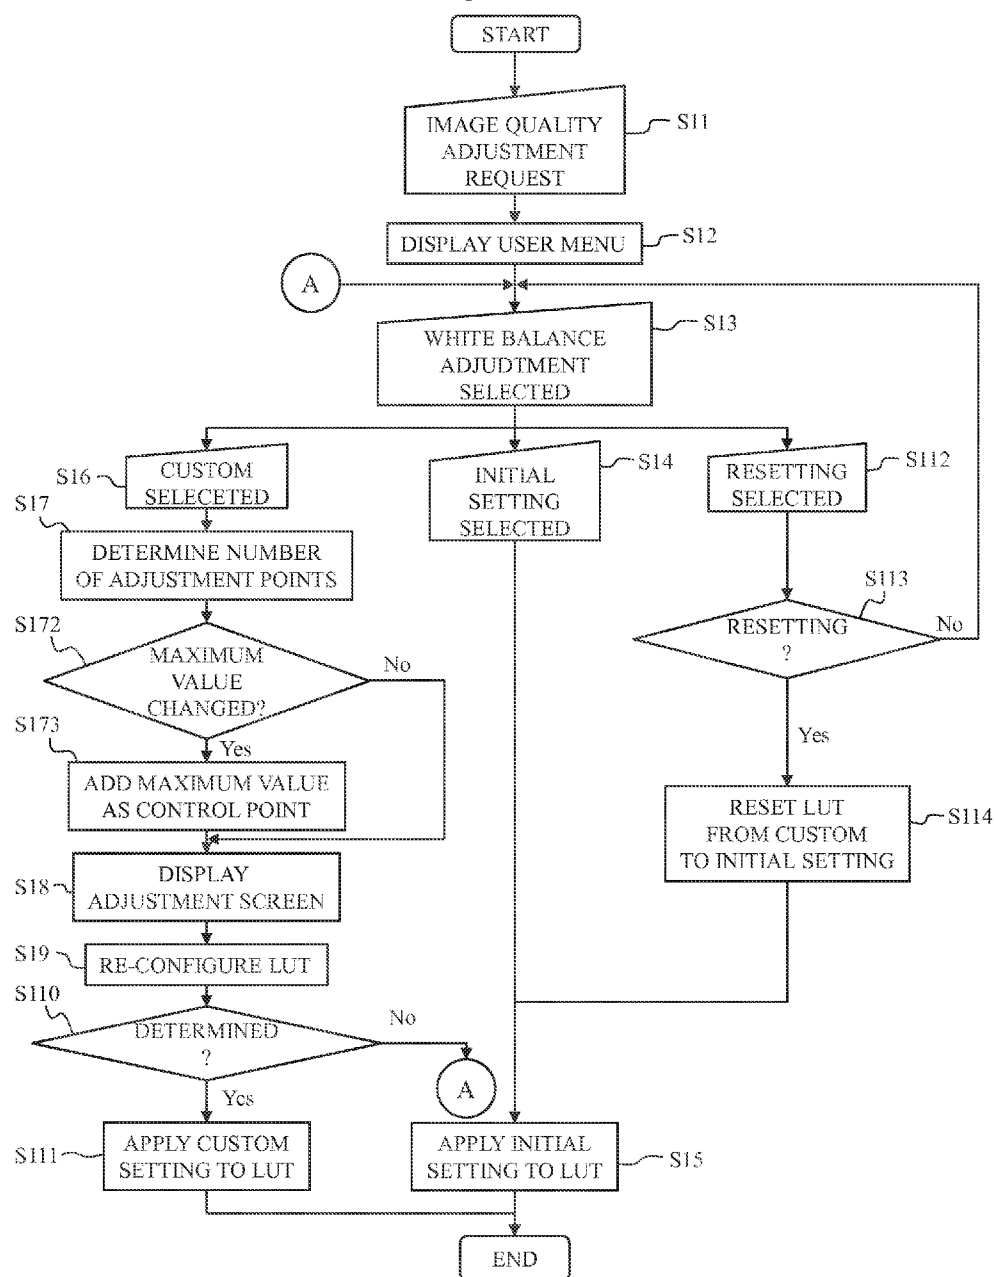 START
IMAGE QUALITY
ADJUSTMENT
REQUEST
S11
DISPLAY USER MENU
S12
A
WHITE BALANCE
ADJUDTMENT
SELECTED
S13
S16
CUSTOM
SELECETED
INITIAL
SETTING
SELECTED
S14
RESETTING
SELECTED
S112
S17
DETERMINE NUMBER
OF ADJUSTMENT POINTS
S113
RESETTING
?
No
Yes
S172
MAXIMUM
VALUE
CHANGED?
No
Yes
S173
ADD MAXIMUM VALUE
AS CONTROL POINT
RESET LUT
FROM CUSTOM
TO INITIAL SETTING
S114
S18
DISPLAY
ADJUSTMENT SCREEN
S19
RE-CONFIGURE LUT
S110
DETERMINED
?
No
Yes
A
S111
APPLY CUSTOM
SETTING TO LUT
APPLY INITIAL
SETTING TO LUT
S15
END